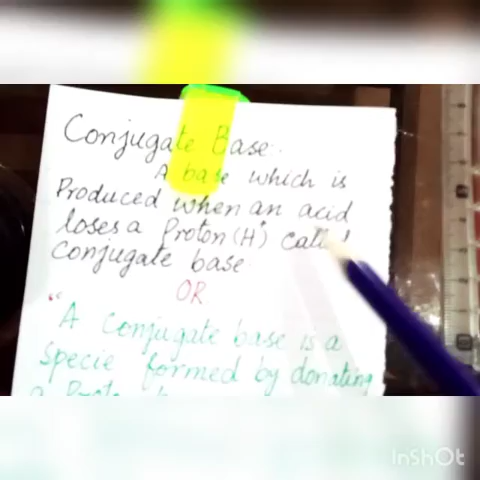 Conjugate Base:
A base which is
Produced when an acid
loses a Proton (H⁺) called
conjugate base.
OR
"A conjugate base is a
specie formed by donating
a
InShOt